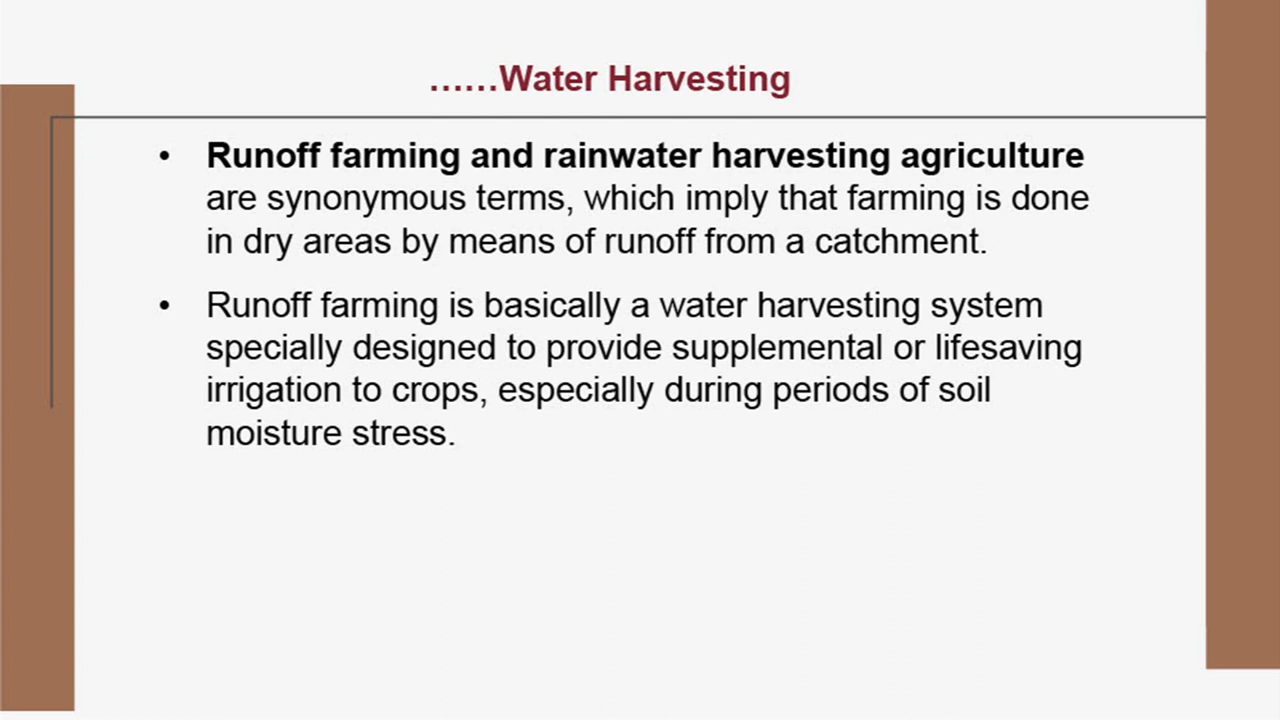 ......Water Harvesting
• Runoff farming and rainwater harvesting agriculture
are synonymous terms, which imply that farming is done
in dry areas by means of runoff from a catchment.
• Runoff farming is basically a water harvesting system
specially designed to provide supplemental or lifesaving
irrigation to crops, especially during periods of soil
moisture stress.